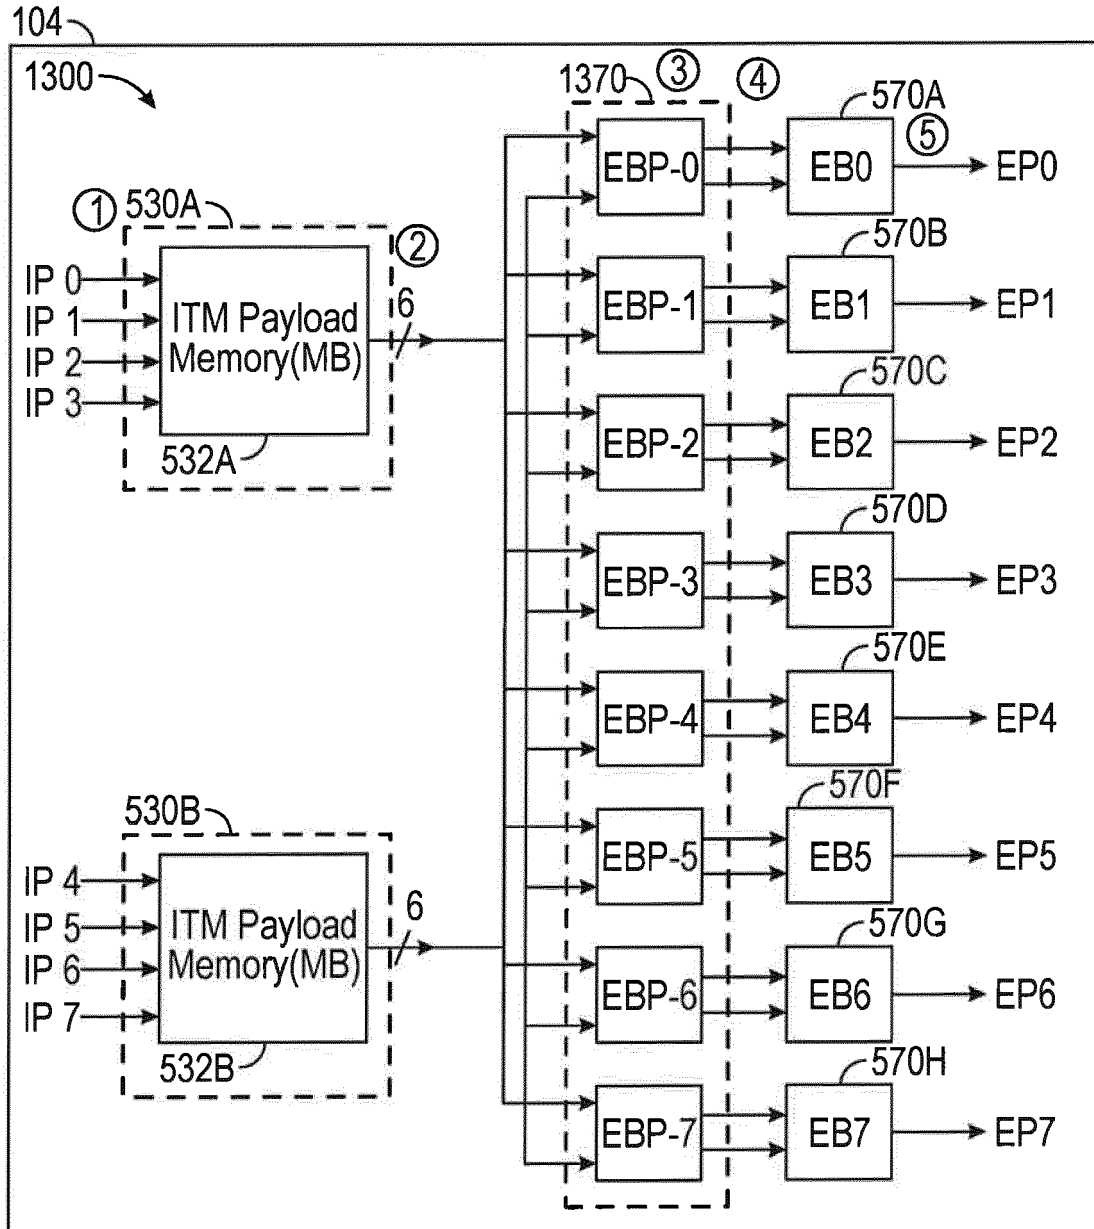 104
1300
1370
③
④
570A
⑤
EBP-0
EB0
EP0
① 530A
②
IP 0
IP 1
IP 2
IP 3
ITM Payload
Memory(MB)
6
532A
570B
EBP-1
EB1
EP1
570C
EBP-2
EB2
EP2
570D
EBP-3
EB3
EP3
570E
EBP-4
EB4
EP4
530B
IP 4
IP 5
IP 6
IP 7
ITM Payload
Memory(MB)
6
532B
570F
EBP-5
EB5
EP5
570G
EBP-6
EB6
EP6
570H
EBP-7
EB7
EP7